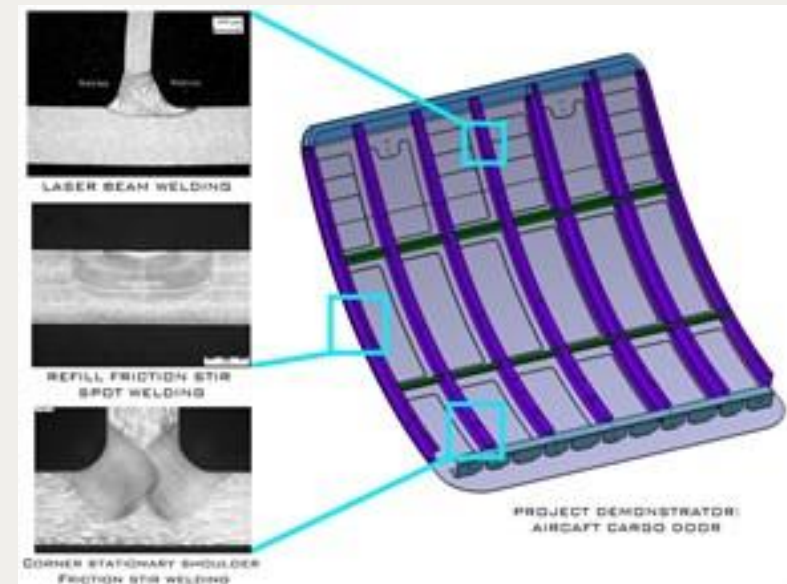 LASER BEAM WELDING
REFILL FRICTION STIR
SPOT WELDING
CORNER STATIONARY SHOULDER
FRICTION STIR WELDING
PROJECT DEMONSTRATOR:
AIRCAFT CARGO DOOR